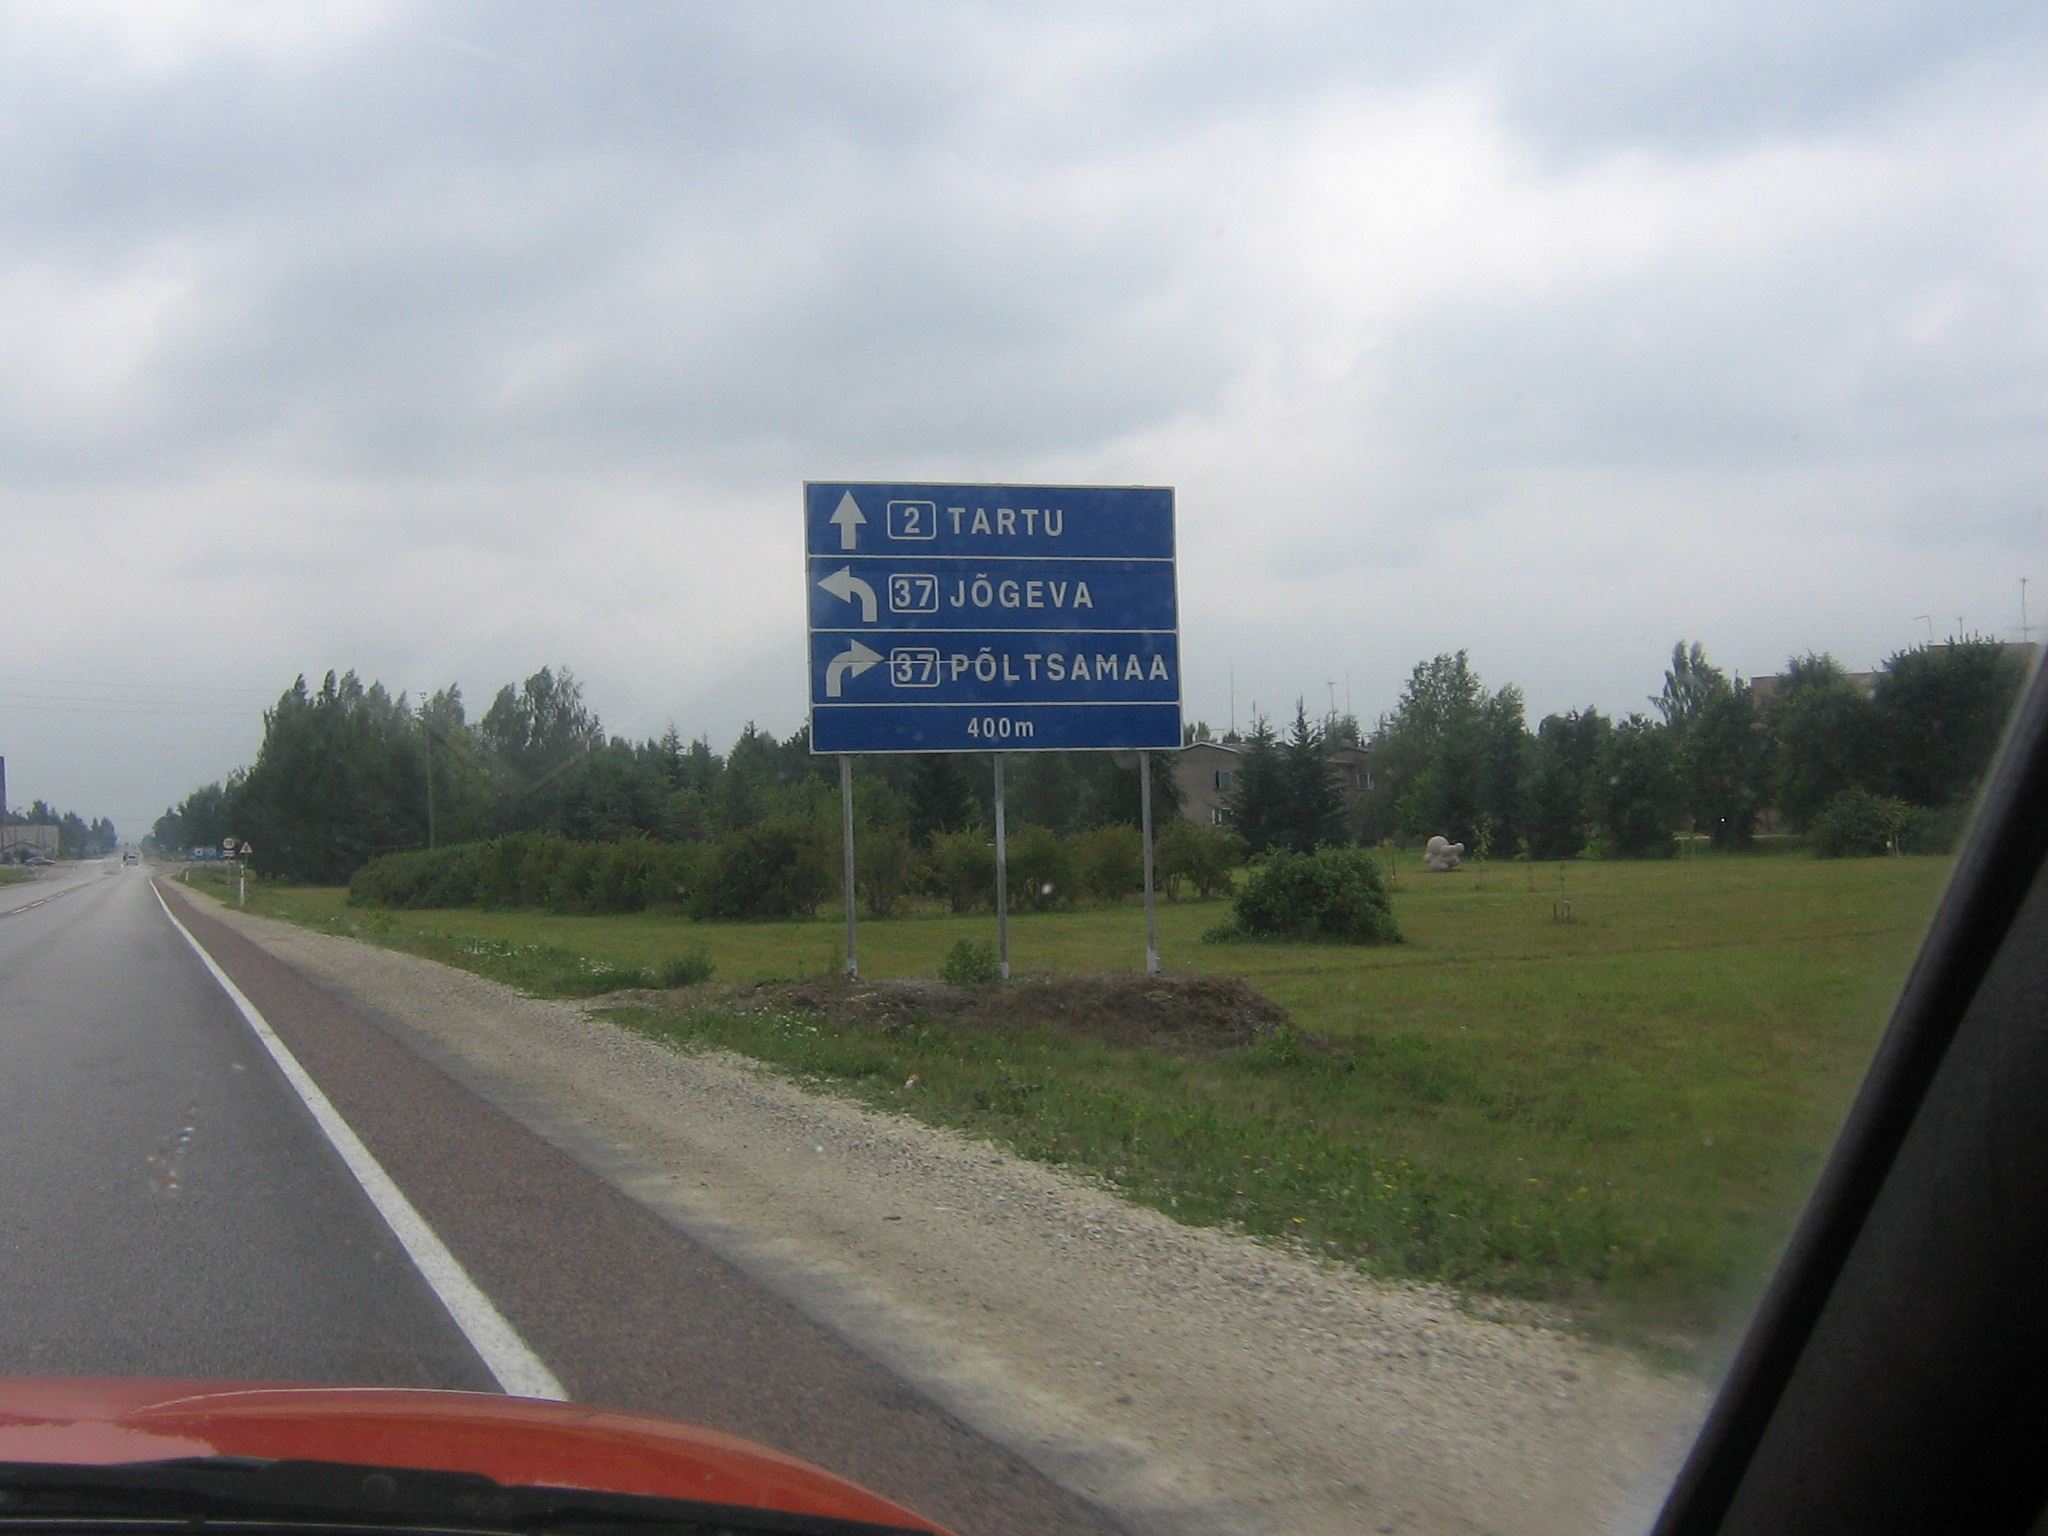 2 TARTU
37 JÕGEVA
37 PÕLTSAMAA
400m